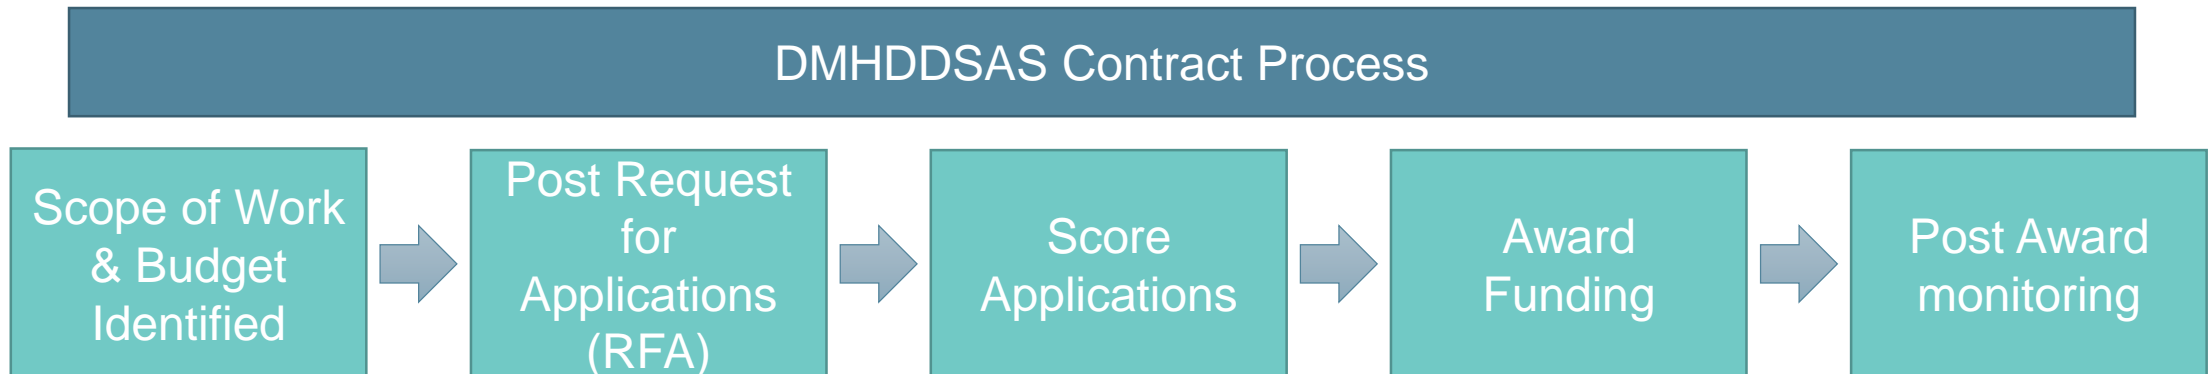 DMHDDSAS Contract Process
Scope of Work
& Budget
Identified
Post Request
for
Applications
(RFA)
Score
Applications
Award
Funding
Post Award
monitoring